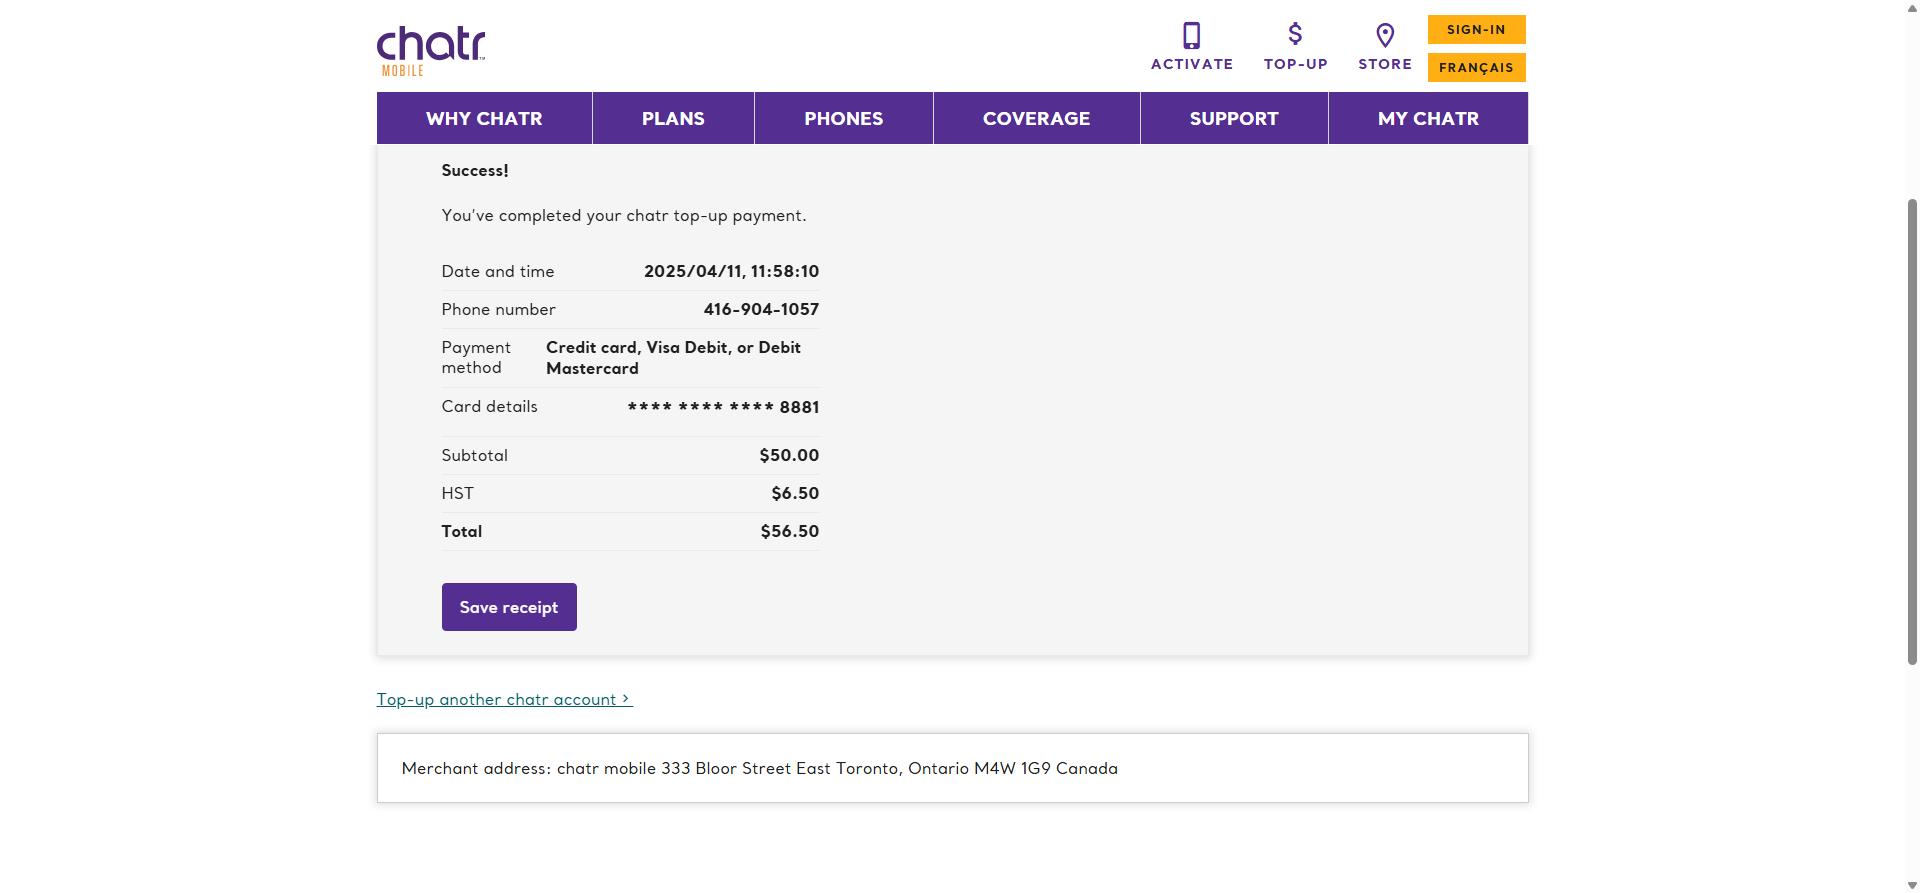 chatr™
MOBILE
ACTIVATE
TOP-UP
STORE
SIGN-IN
FRANÇAIS
WHY CHATR
PLANS
PHONES
COVERAGE
SUPPORT
MY CHATR
Success!
You've completed your chatr top-up payment.
Date and time 2025/04/11, 11:58:10
Phone number 416-904-1057
Payment method Credit card, Visa Debit, or Debit Mastercard
Card details **** **** **** 8881
Subtotal $50.00
HST $6.50
Total $56.50
Save receipt
Top-up another chatr account >
Merchant address: chatr mobile 333 Bloor Street East Toronto, Ontario M4W 1G9 Canada